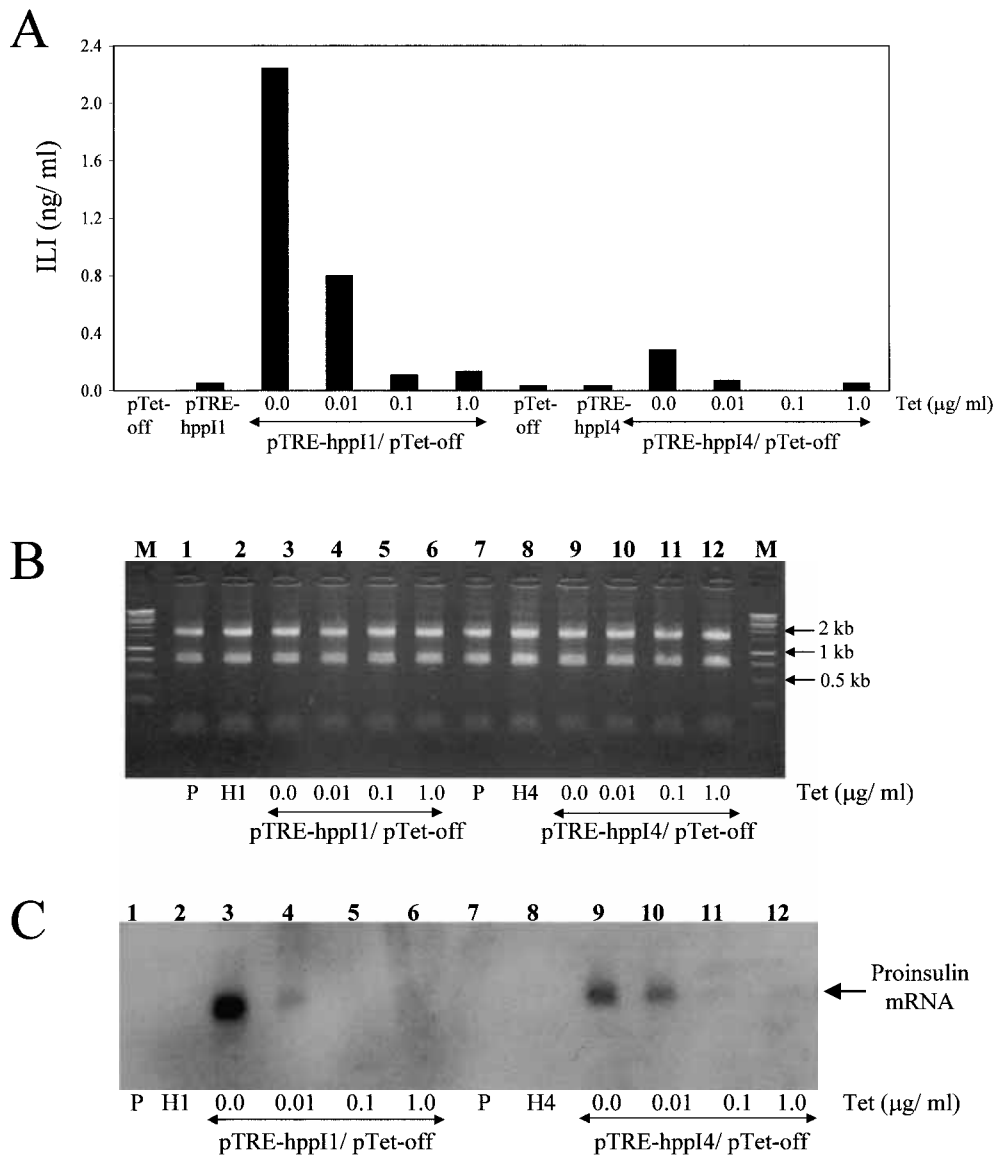 A
2.4
2.0
1.6
1.2
0.8
0.4
0.0
ILI (ng/ ml)
pTet-
off
pTRE-
hppI1
0.0 0.01 0.1 1.0
pTet-
off
pTRE-
hppI4
0.0 0.01 0.1 1.0 Tet (µg/ ml)
pTRE-hppI1/ pTet-off pTRE-hppI4/ pTet-off
B
M 1 2 3 4 5 6 7 8 9 10 11 12 M
2 kb
1 kb
0.5 kb
P H1 0.0 0.01 0.1 1.0 P H4 0.0 0.01 0.1 1.0 Tet (µg/ ml)
pTRE-hppI1/ pTet-off pTRE-hppI4/ pTet-off
C
1 2 3 4 5 6 7 8 9 10 11 12
Proinsulin
mRNA
P H1 0.0 0.01 0.1 1.0 P H4 0.0 0.01 0.1 1.0 Tet (µg/ ml)
pTRE-hppI1/ pTet-off pTRE-hppI4/ pTet-off